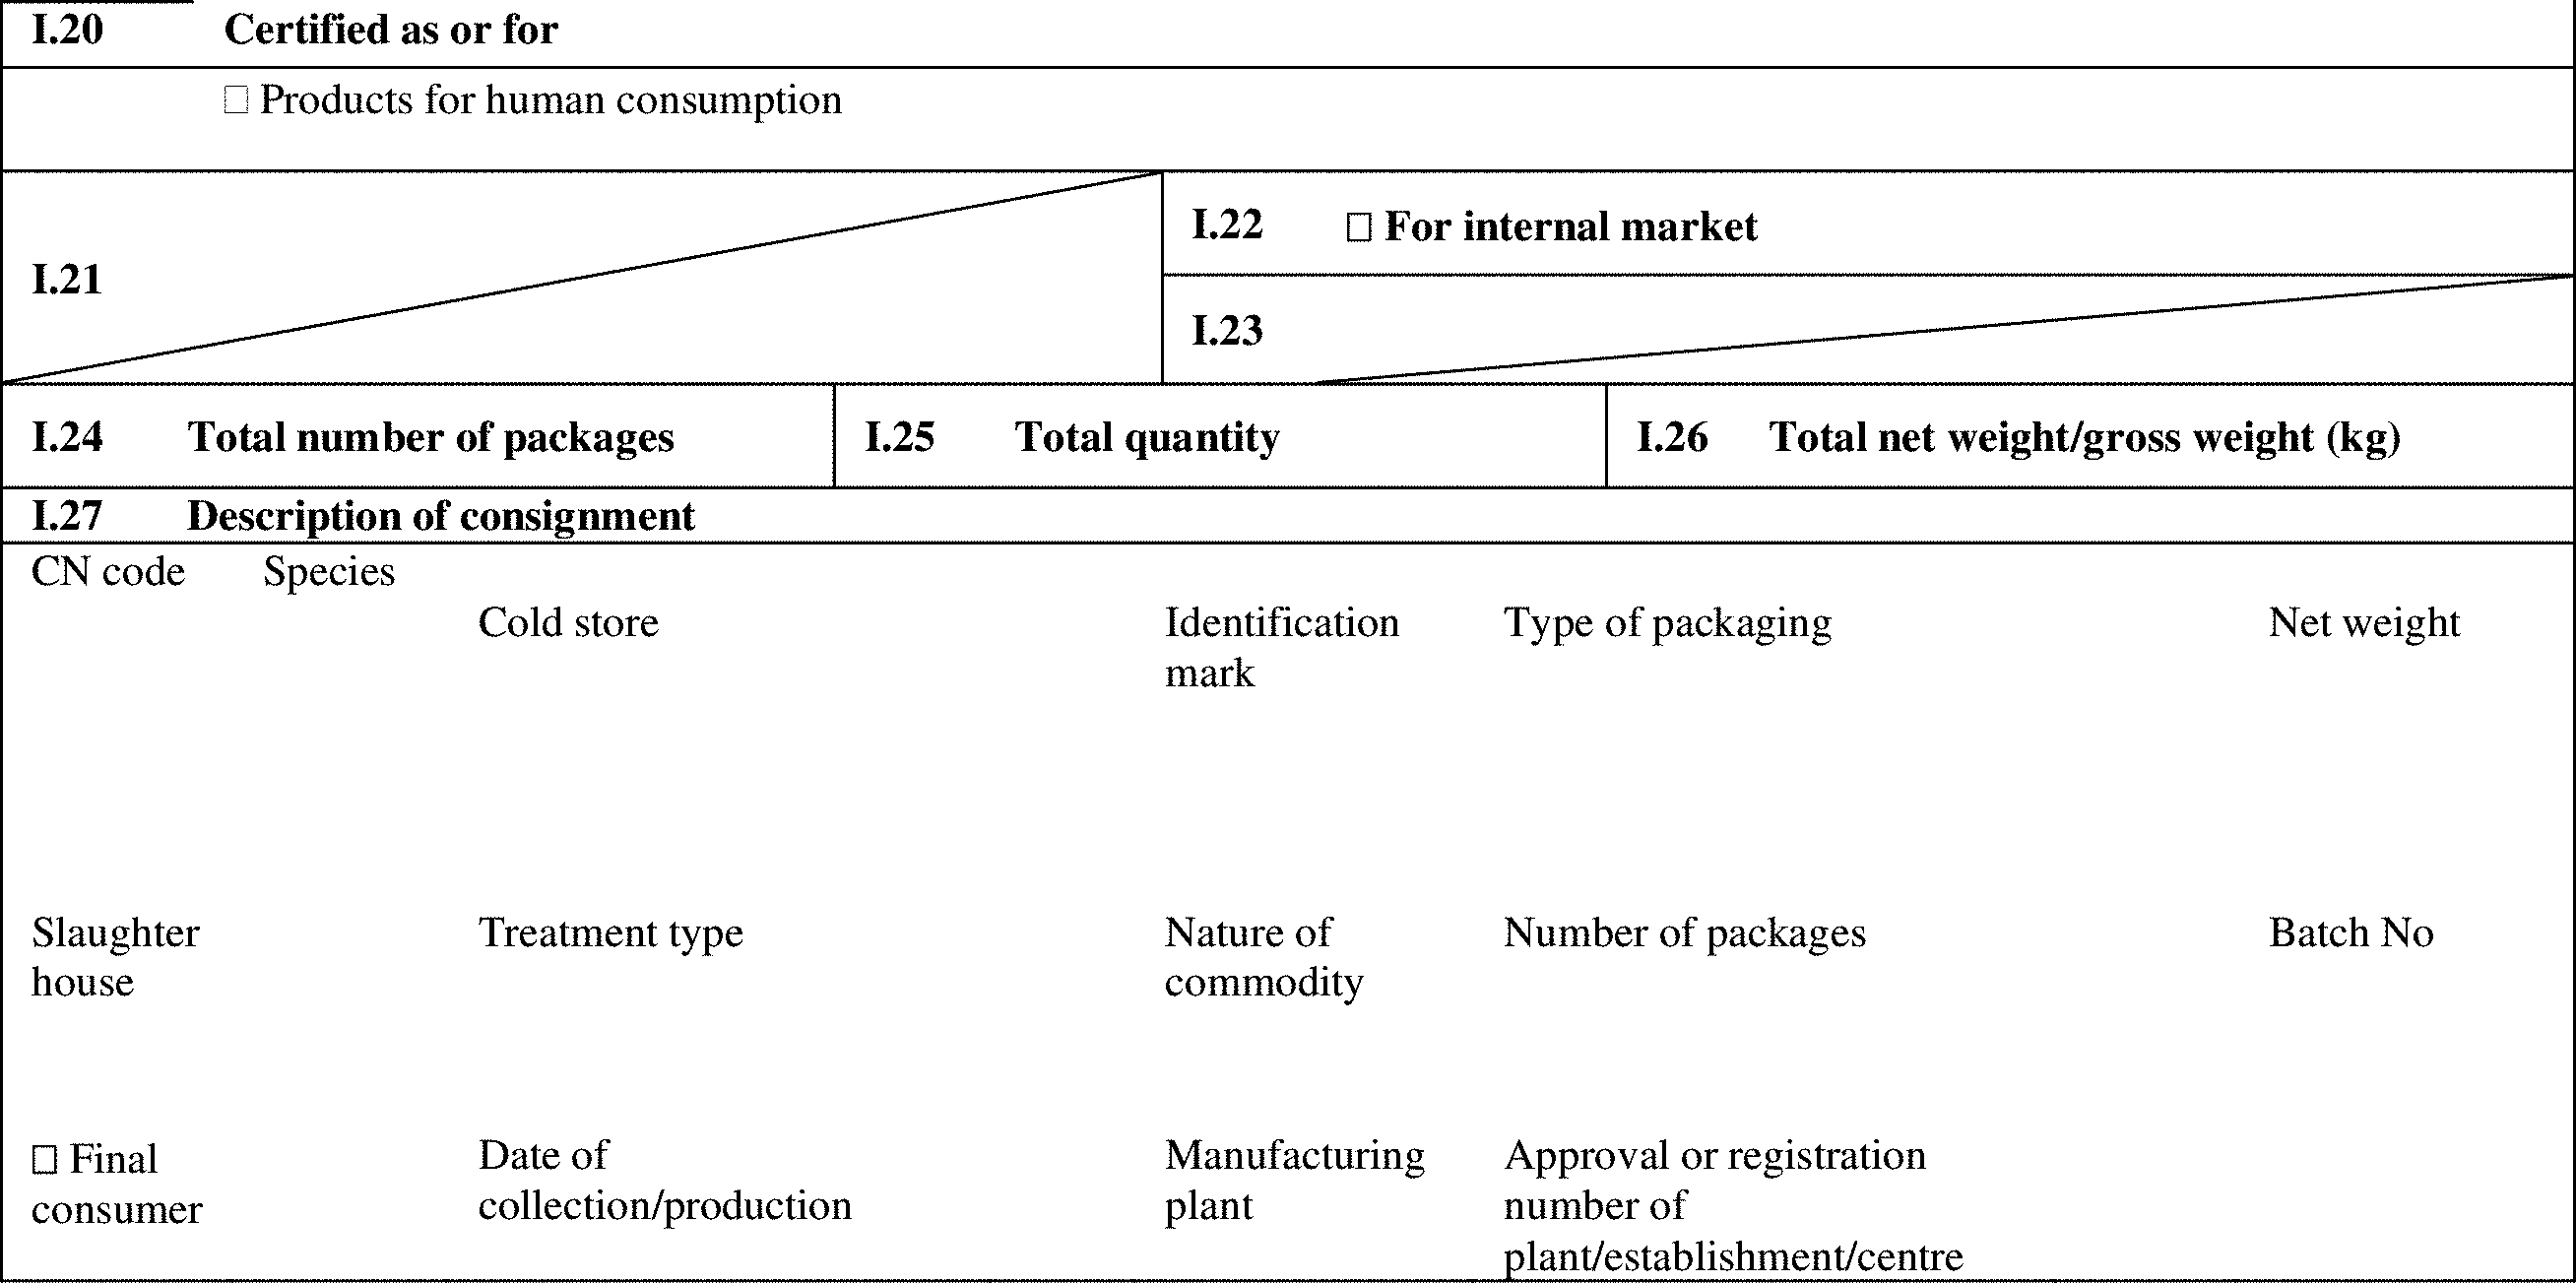 I.20 Certified as or for
☐ Products for human consumption
I.21
I.22 ☐ For internal market
I.23
I.24 Total number of packages I.25 Total quantity I.26 Total net weight/gross weight (kg)
I.27 Description of consignment
CN code Species
Cold store Identification Type of packaging Net weight
mark
Slaughter Treatment type Nature of Number of packages Batch No
house commodity
☐ Final Date of Manufacturing Approval or registration
consumer collection/production plant number of
plant/establishment/centre